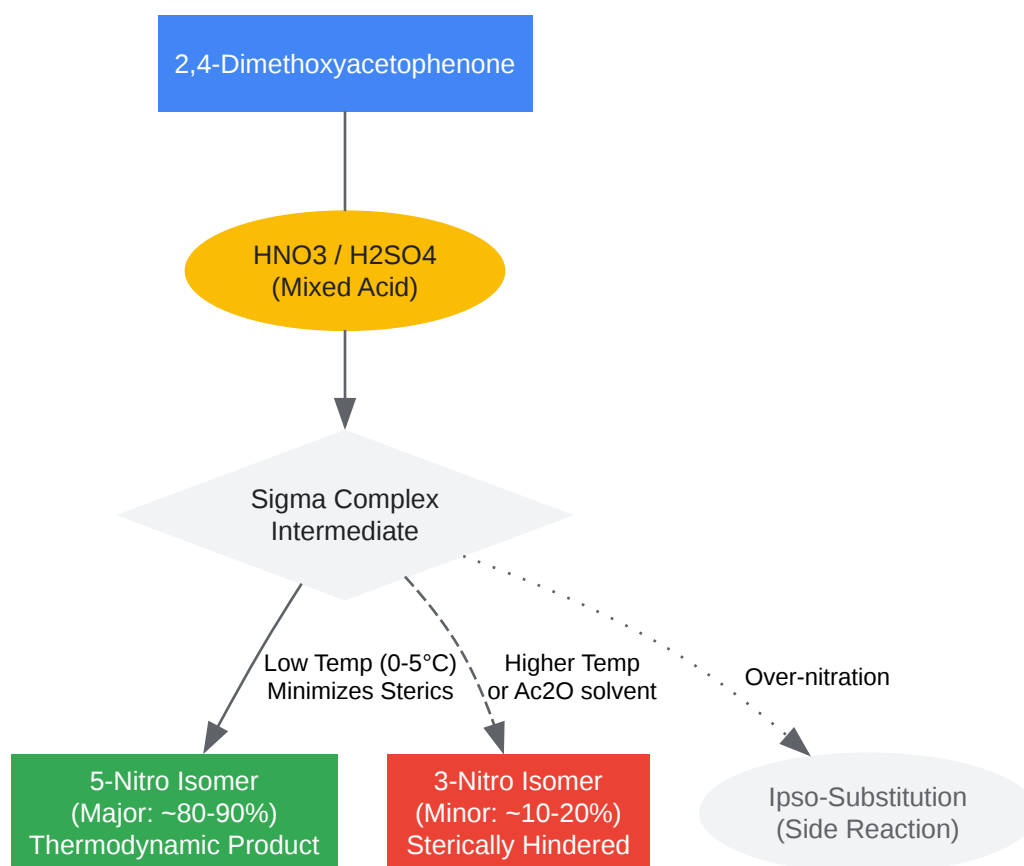 2,4-Dimethoxyacetophenone
HNO3 / H2SO4
(Mixed Acid)
Sigma Complex
Intermediate
Low Temp (0-5°C)
Minimizes Sterics
Higher Temp
or Ac2O solvent
Over-nitration
5-Nitro Isomer
(Major: ~80-90%)
Thermodynamic Product
3-Nitro Isomer
(Minor: ~10-20%)
Sterically Hindered
Ipso-Substitution
(Side Reaction)